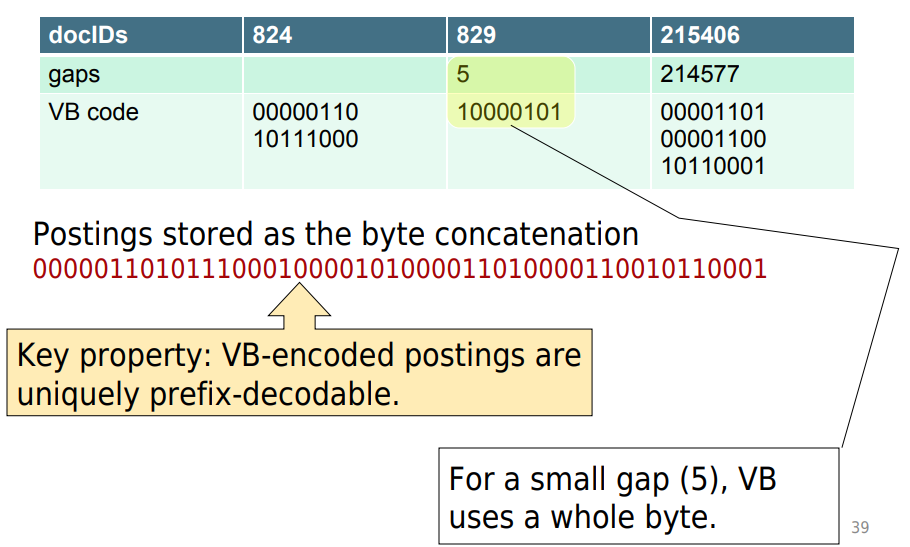 docIDs 824 829 215406
gaps 5 214577
VB code 00000110 10000101 00001101
10111000 00001100
10110001
Postings stored as the byte concatenation
000001101011100010000101000011010000110010110001
Key property: VB-encoded postings are
uniquely prefix-decodable.
For a small gap (5), VB
uses a whole byte.
39